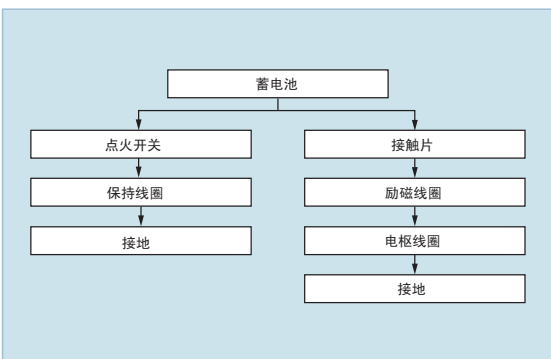 蓄电池
点火开关
接触片
保持线圈
励磁线圈
接地
电枢线圈
接地